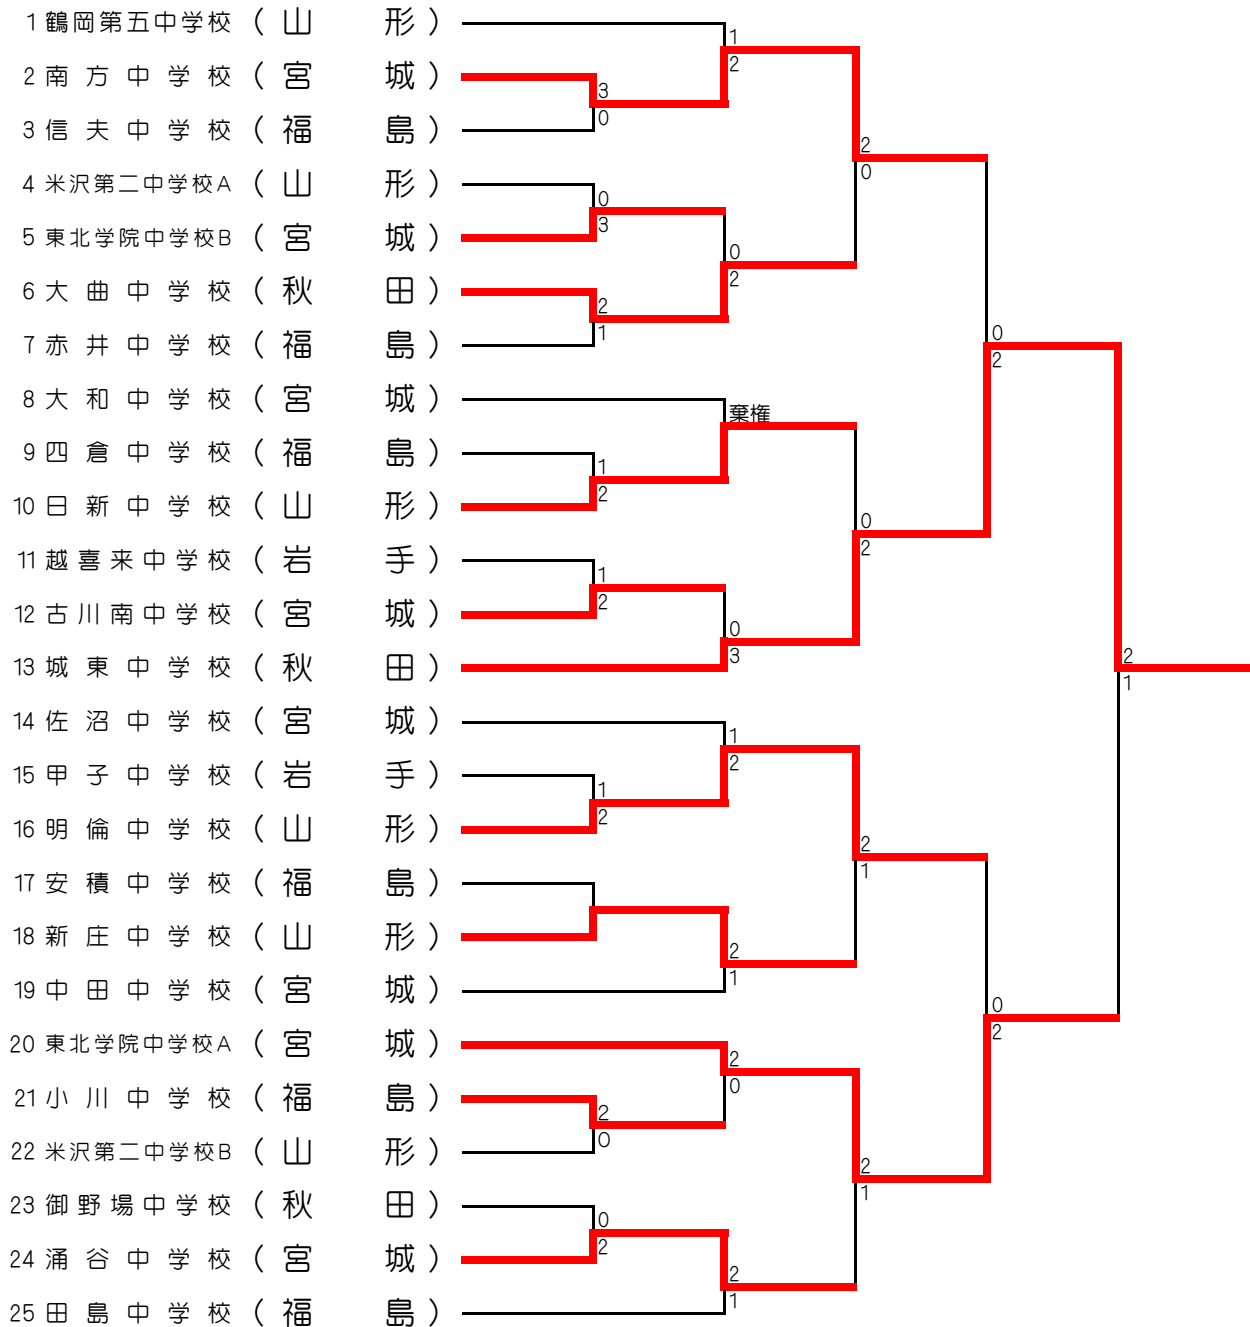 1 鶴岡第五中学校 ( 山 形 )
1
2
2 南方中学校 ( 宮 城 )
3
0
3 信夫中学校 ( 福 島 )
2
0
4 米沢第二中学校A ( 山 形 )
0
3
5 東北学院中学校B ( 宮 城 )
0
2
6 大曲中学校 ( 秋 田 )
2
1
7 赤井中学校 ( 福 島 )
0
2
8 大和中学校 ( 宮 城 )
棄権
9 四倉中学校 ( 福 島 )
1
2
10 日新中学校 ( 山 形 )
0
2
11 越喜来中学校 ( 岩 手 )
1
2
12 古川南中学校 ( 宮 城 )
0
3
13 城東中学校 ( 秋 田 )
2
1
14 佐沼中学校 ( 宮 城 )
1
2
15 甲子中学校 ( 岩 手 )
1
2
16 明倫中学校 ( 山 形 )
2
1
17 安積中学校 ( 福 島 )
18 新庄中学校 ( 山 形 )
2
1
19 中田中学校 ( 宮 城 )
0
2
20 東北学院中学校A ( 宮 城 )
2
0
21 小川中学校 ( 福 島 )
2
0
22 米沢第二中学校B ( 山 形 )
2
1
23 御野場中学校 ( 秋 田 )
0
2
24 涌谷中学校 ( 宮 城 )
2
1
25 田島中学校 ( 福 島 )